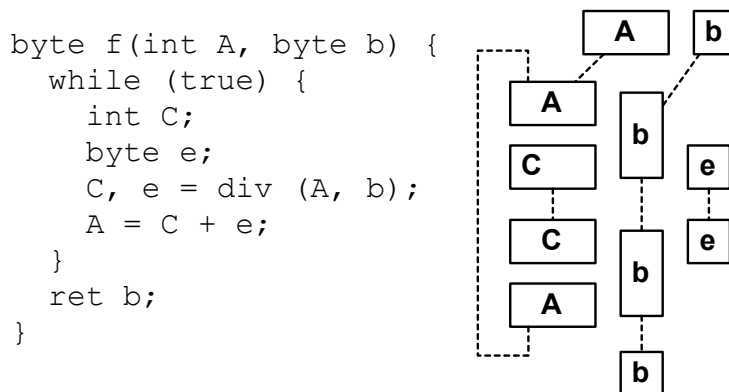 byte f(int A, byte b) {
  while (true) {
    int C;
    byte e;
    C, e = div (A, b);
    A = C + e;
  }
  ret b;
}
A b
A
b
C e
C e
b
A
b